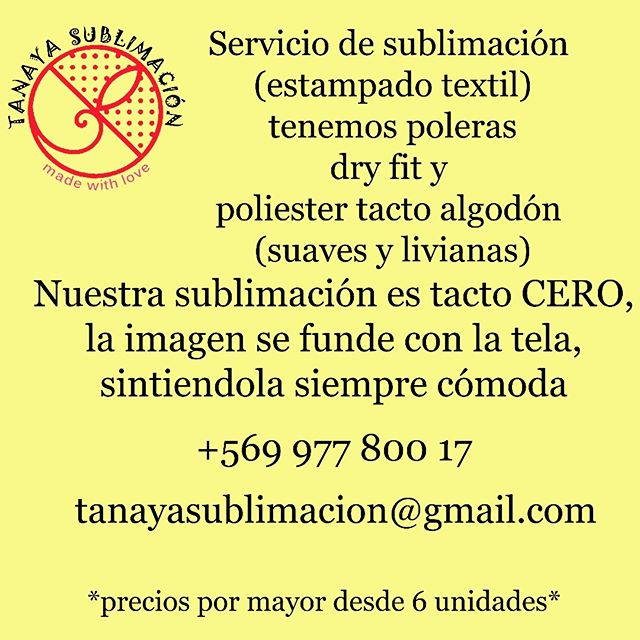 TANAYA SUBLIMACIÓN
made with love
Servicio de sublimación
(estampado textil)
tenemos poleras
dry fit y
poliester tacto algodón
(suaves y livianas)
Nuestra sublimación es tacto CERO,
la imagen se funde con la tela,
sintiendola siempre cómoda
+569 977 800 17
tanayasublimacion@gmail.com
*precios por mayor desde 6 unidades*